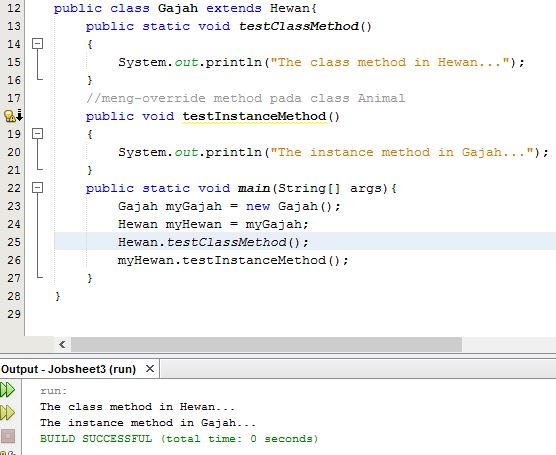 12 public class Gajah extends Hewan{
13 public static void testClassMethod()
14 {
15 System.out.println("The class method in Hewan...");
16 }
17 //meng-override method pada class Animal
public void testInstanceMethod()
19 {
20 System.out.println("The instance method in Gajah...");
21 }
22 public static void main(String[] args){
23 Gajah myGajah = new Gajah();
24 Hewan myHewan = myGajah;
25 Hewan.testClassMethod();
26 myHewan.testInstanceMethod();
27 }
28 }
29
Output - Jobsheet3 (run)
run:
The class method in Hewan...
The instance method in Gajah...
BUILD SUCCESSFUL (total time: 0 seconds)